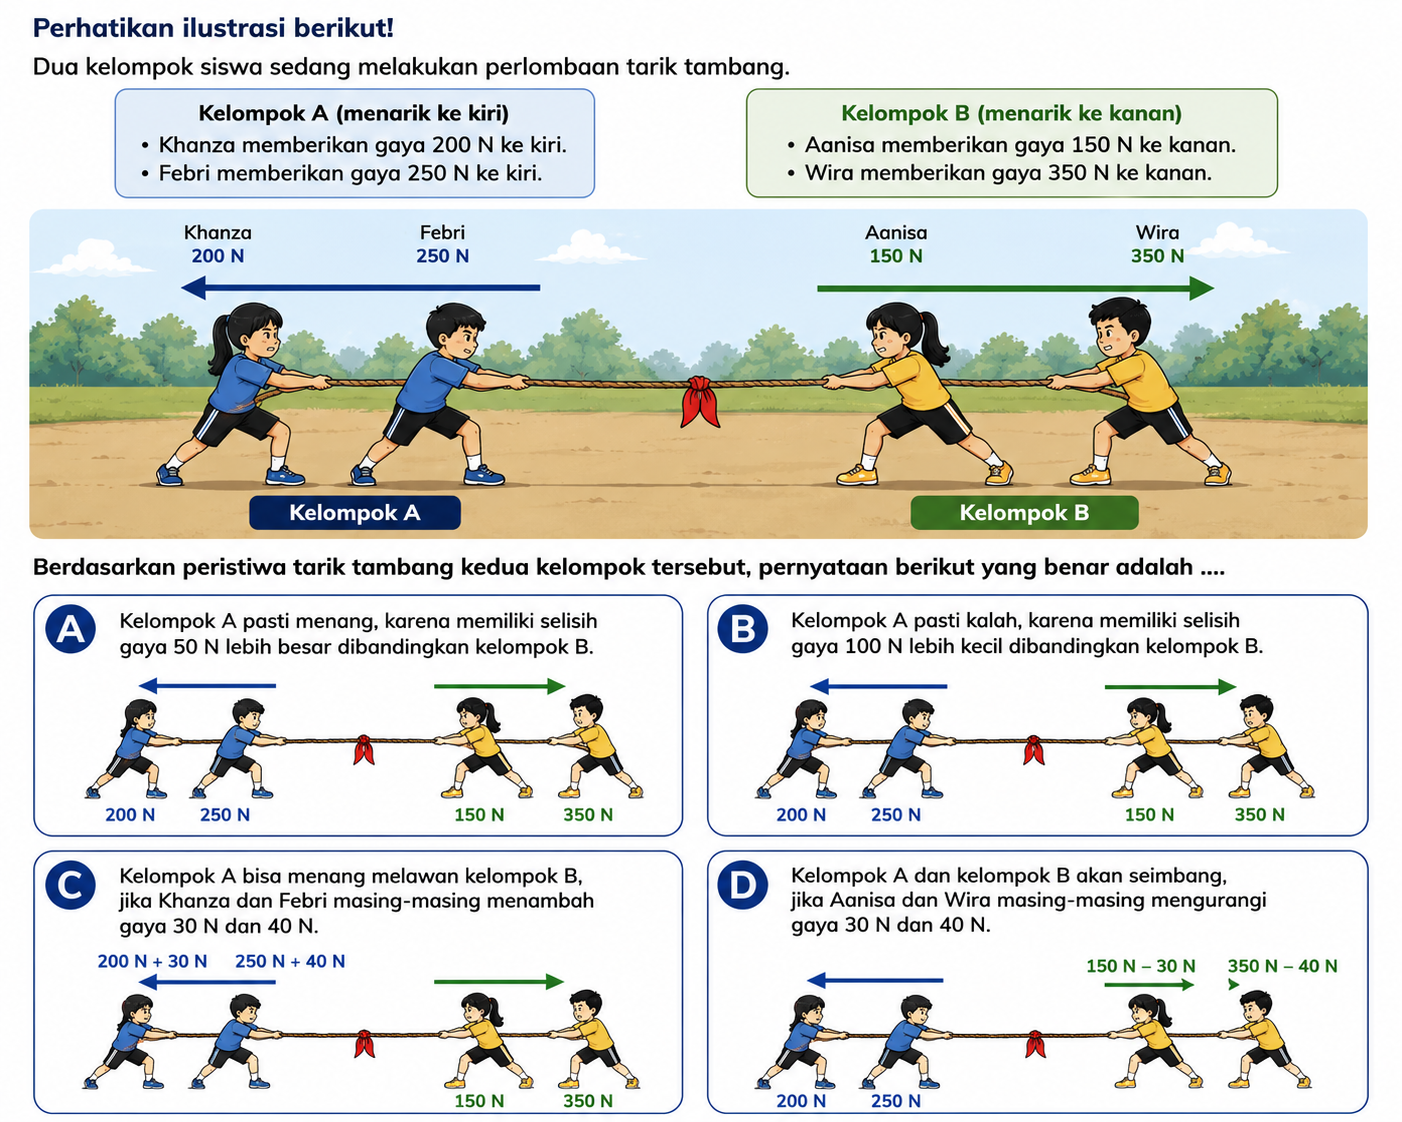 Perhatikan ilustrasi berikut!
Dua kelompok siswa sedang melakukan perlombaan tarik tambang.
Kelompok A (menarik ke kiri)
• Khanza memberikan gaya 200 N ke kiri.
• Febri memberikan gaya 250 N ke kiri.
Kelompok B (menarik ke kanan)
• Aanisa memberikan gaya 150 N ke kanan.
• Wira memberikan gaya 350 N ke kanan.
Khanza
200 N
Febri
250 N
Aanisa
150 N
Wira
350 N
Kelompok A
Kelompok B
Berdasarkan peristiwa tarik tambang kedua kelompok tersebut, pernyataan berikut yang benar adalah ....
A
Kelompok A pasti menang, karena memiliki selisih
gaya 50 N lebih besar dibandingkan kelompok B.
200 N 250 N 150 N 350 N
B
Kelompok A pasti kalah, karena memiliki selisih
gaya 100 N lebih kecil dibandingkan kelompok B.
200 N 250 N 150 N 350 N
C
Kelompok A bisa menang melawan kelompok B,
jika Khanza dan Febri masing-masing menambah
gaya 30 N dan 40 N.
200 N + 30 N 250 N + 40 N
150 N 350 N
D
Kelompok A dan kelompok B akan seimbang,
jika Aanisa dan Wira masing-masing mengurangi
gaya 30 N dan 40 N.
150 N – 30 N 350 N – 40 N
200 N 250 N